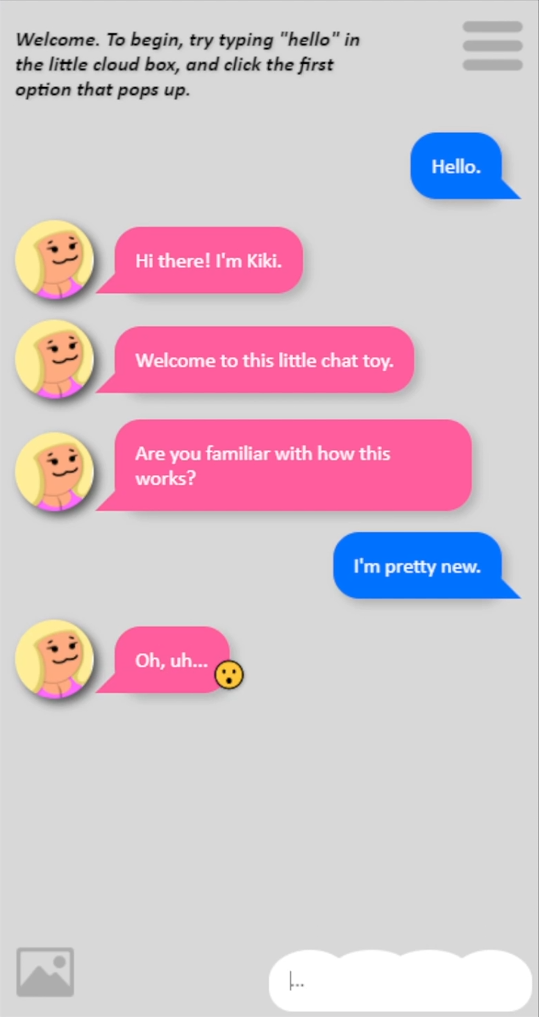 Welcome. To begin, try typing "hello" in
the little cloud box, and click the first
option that pops up.
Hello.
Hi there! I'm Kiki.
Welcome to this little chat toy.
Are you familiar with how this
works?
I'm pretty new.
Oh, uh...
...